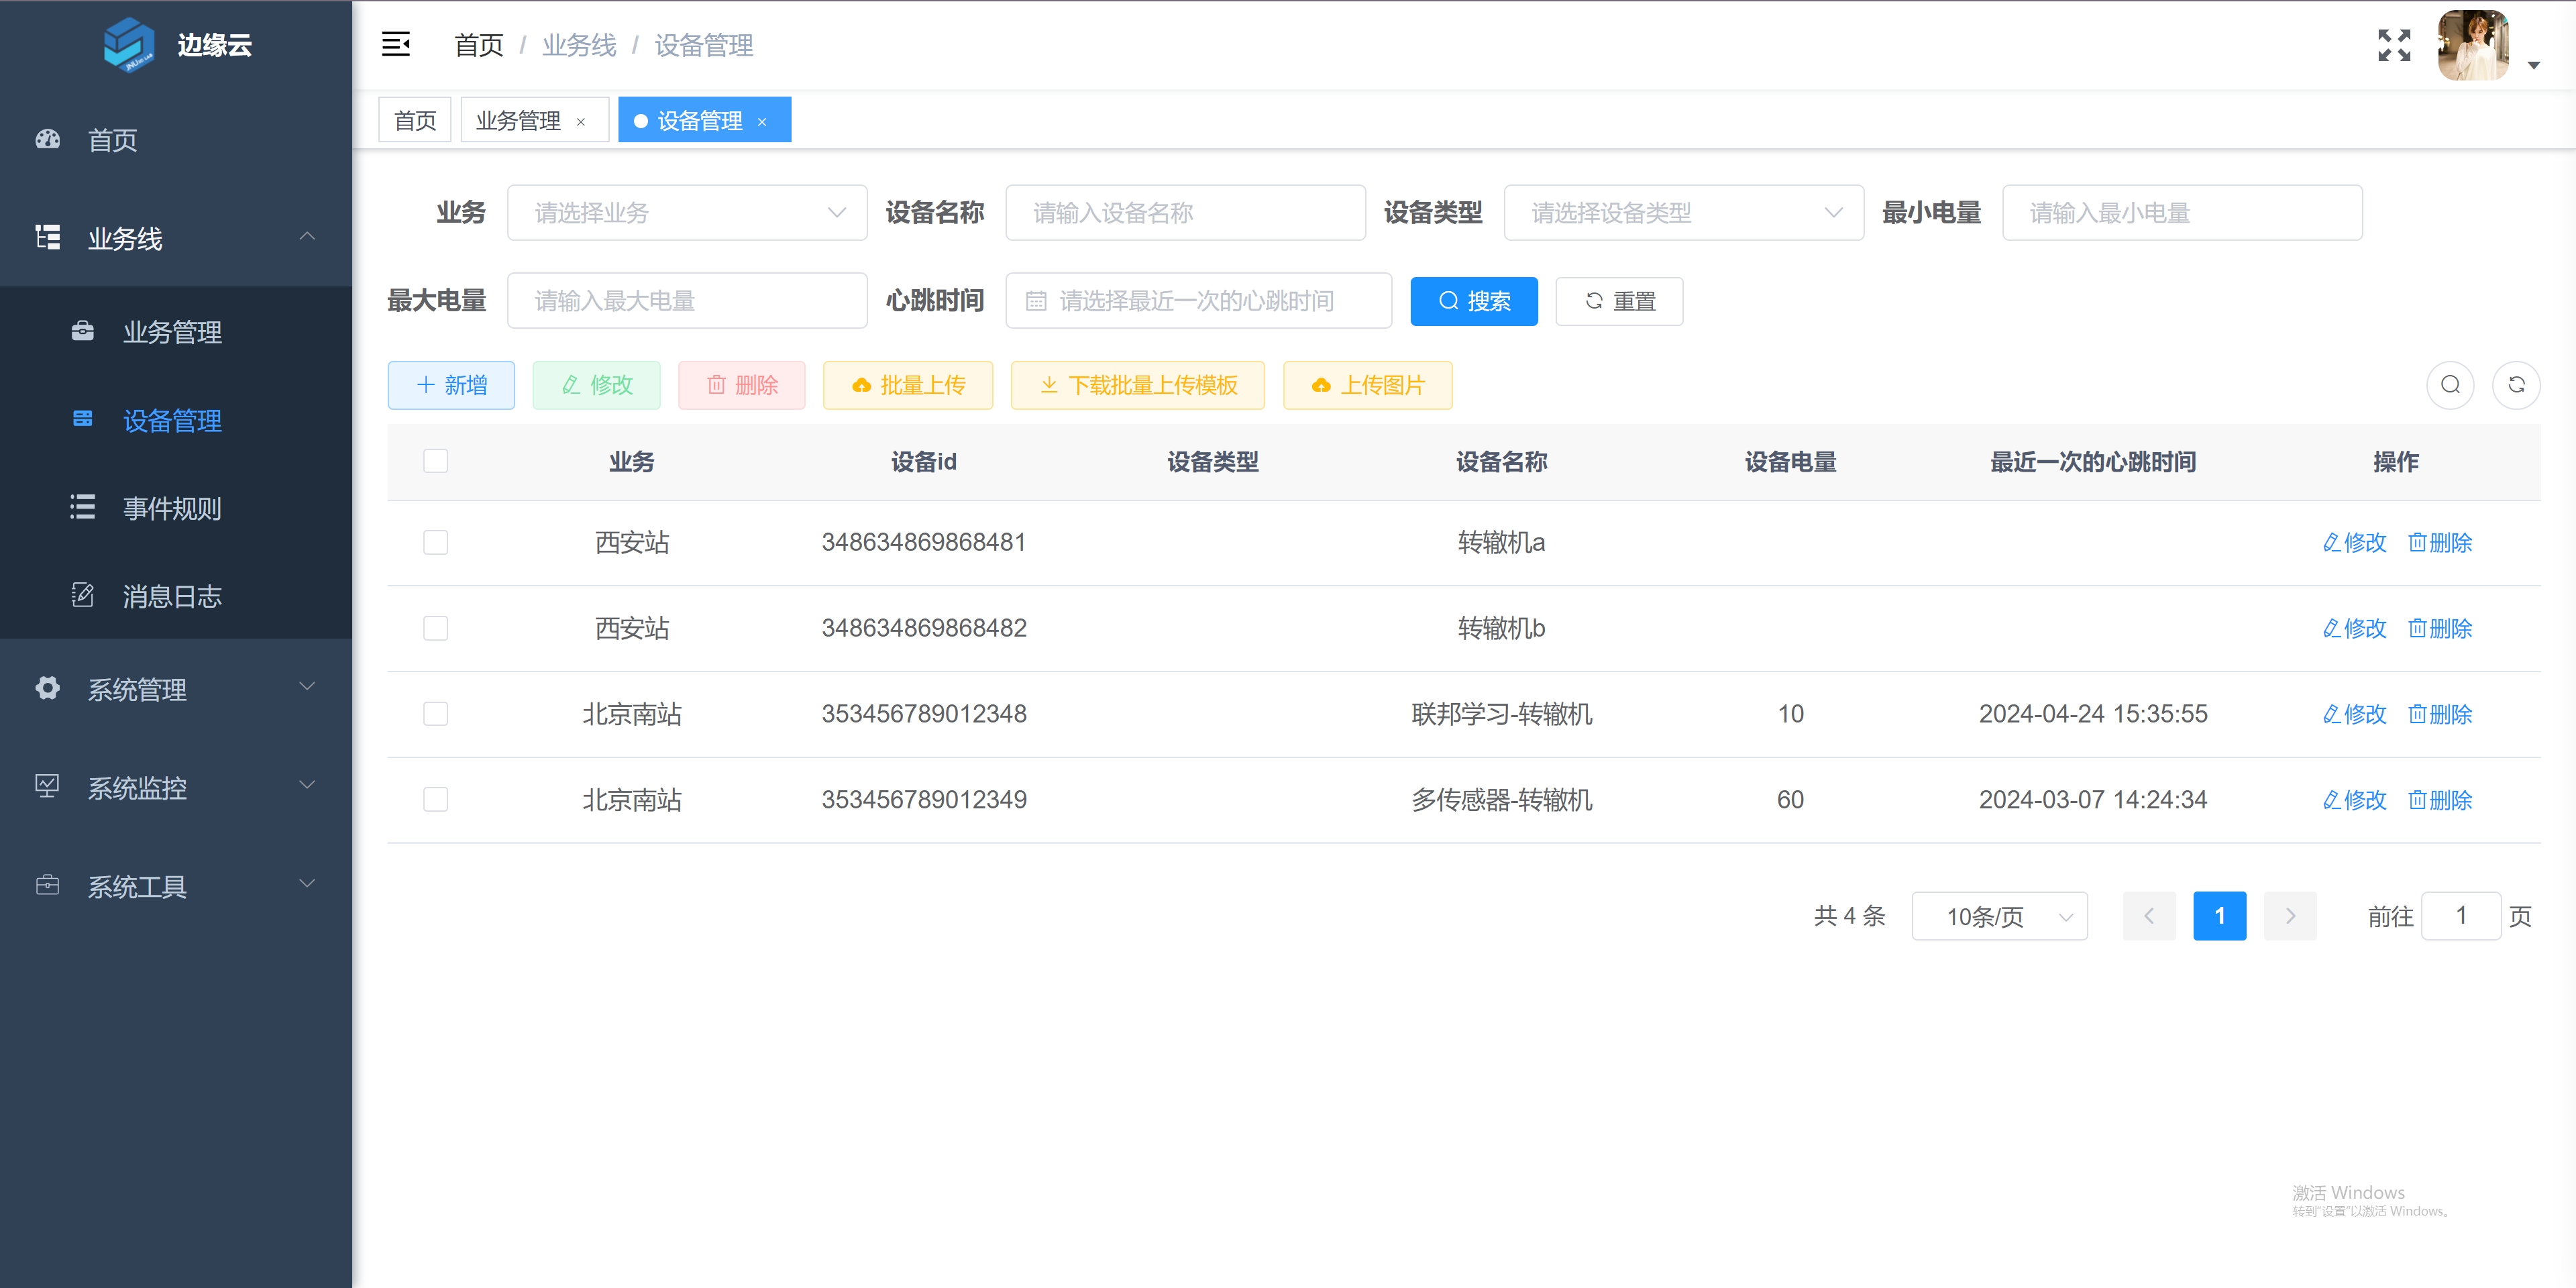 边缘云
首页
业务线
业务管理
设备管理
事件规则
消息日志
系统管理
系统监控
系统工具
首页 / 业务线 / 设备管理
首页 业务管理 × 设备管理 ×
业务 请选择业务 设备名称 请输入设备名称 设备类型 请选择设备类型 最小电量 请输入最小电量
最大电量 请输入最大电量 心跳时间 请选择最近一次的心跳时间 搜索 重置
新增 修改 删除 批量上传 下载批量上传模板 上传图片
业务 设备id 设备类型 设备名称 设备电量 最近一次的心跳时间 操作
西安站 348634869868481 转辙机a 修改 删除
西安站 348634869868482 转辙机b 修改 删除
北京南站 353456789012348 联邦学习-转辙机 10 2024-04-24 15:35:55 修改 删除
北京南站 353456789012349 多传感器-转辙机 60 2024-03-07 14:24:34 修改 删除
共 4 条 10条/页 1 前往 1 页
激活 Windows
转到"设置"以激活 Windows。